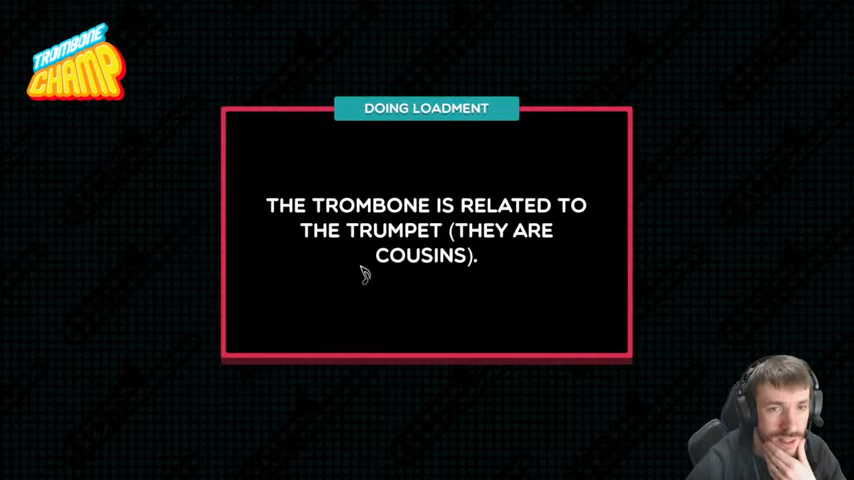 TROMBONE
CHAMP
DOING LOADMENT
THE TROMBONE IS RELATED TO
THE TRUMPET (THEY ARE
COUSINS).